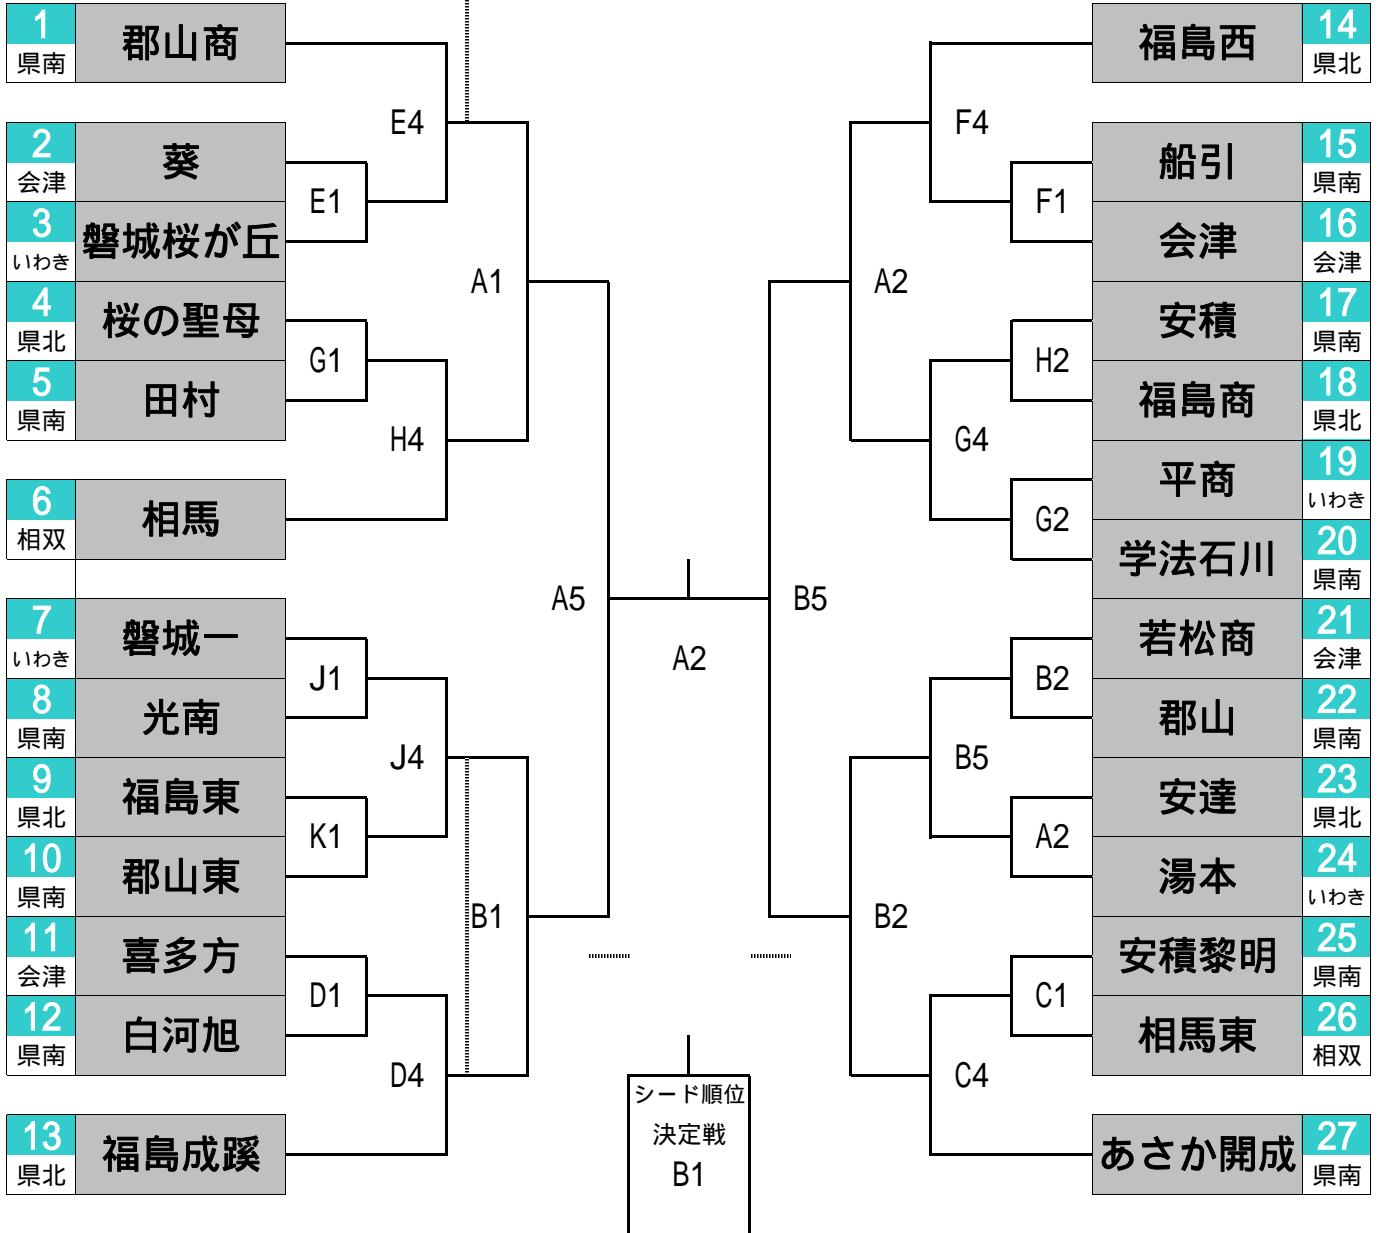 1
県南
郡山商
2
会津
葵
3
いわき
磐城桜が丘
4
県北
桜の聖母
5
県南
田村
6
相双
相馬
7
いわき
磐城一
8
県南
光南
9
県北
福島東
10
県南
郡山東
11
会津
喜多方
12
県南
白河旭
13
県北
福島成蹊
E4
E1
A1
G1
H4
A5
J1
J4
K1
B1
D1
D4
A2
シード順位
決定戦
B1
F4
F1
A2
H2
G4
G2
B5
B2
B5
A2
B2
C1
C4
福島西
14
県北
船引
15
県南
会津
16
会津
安積
17
県南
福島商
18
県北
平商
19
いわき
学法石川
20
県南
若松商
21
会津
郡山
22
県南
安達
23
県北
湯本
24
いわき
安積黎明
25
県南
相馬東
26
相双
あさか開成
27
県南